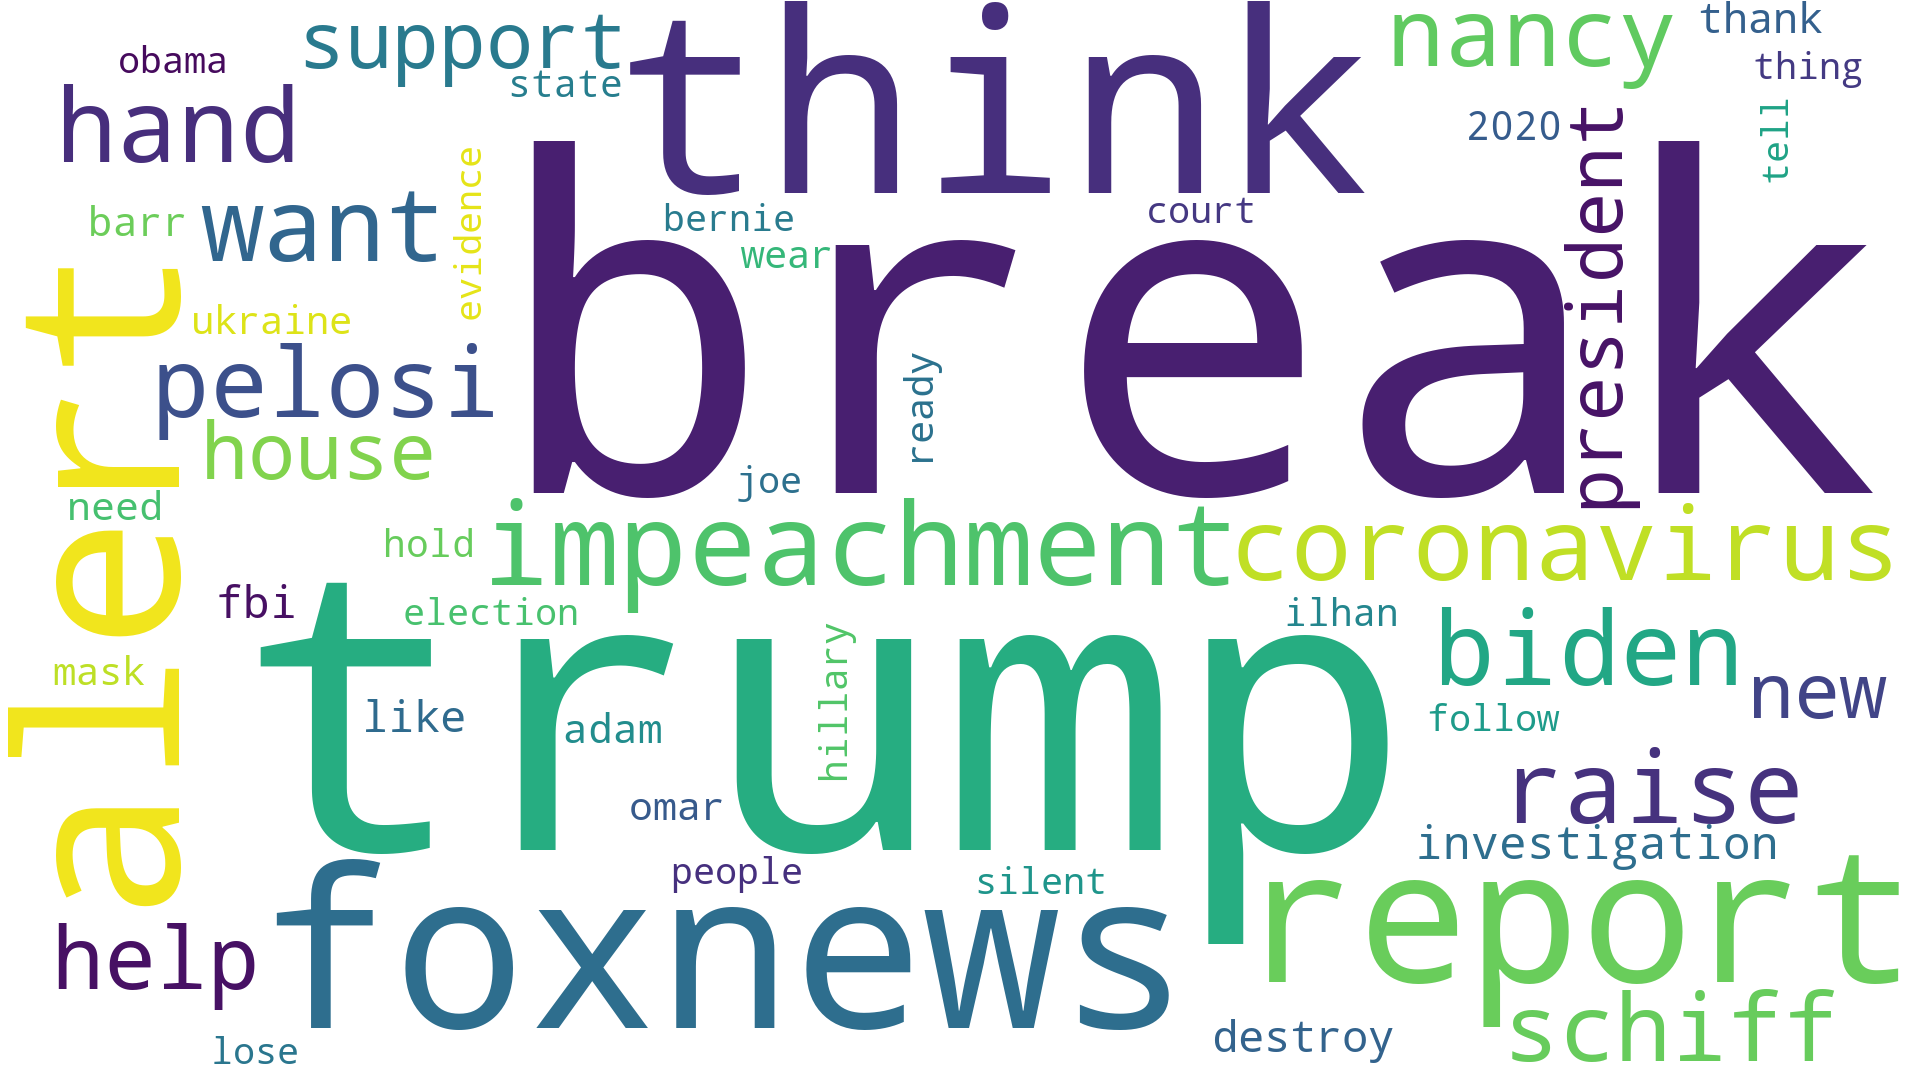 obama
support
think
nancy
thank
state
thing
hand
2020
tell
president
evidence
want
barr
bernie
wear
court
break
alert
ukraine
pelosi
ready
house
joe
need
hold
impeachment
coronavirus
fbi
election
ilhan
biden
mask
trump
hillary
like
adam
follow
new
omar
raise
investigation
people
silent
report
help
foxnews
schiff
lose
destroy